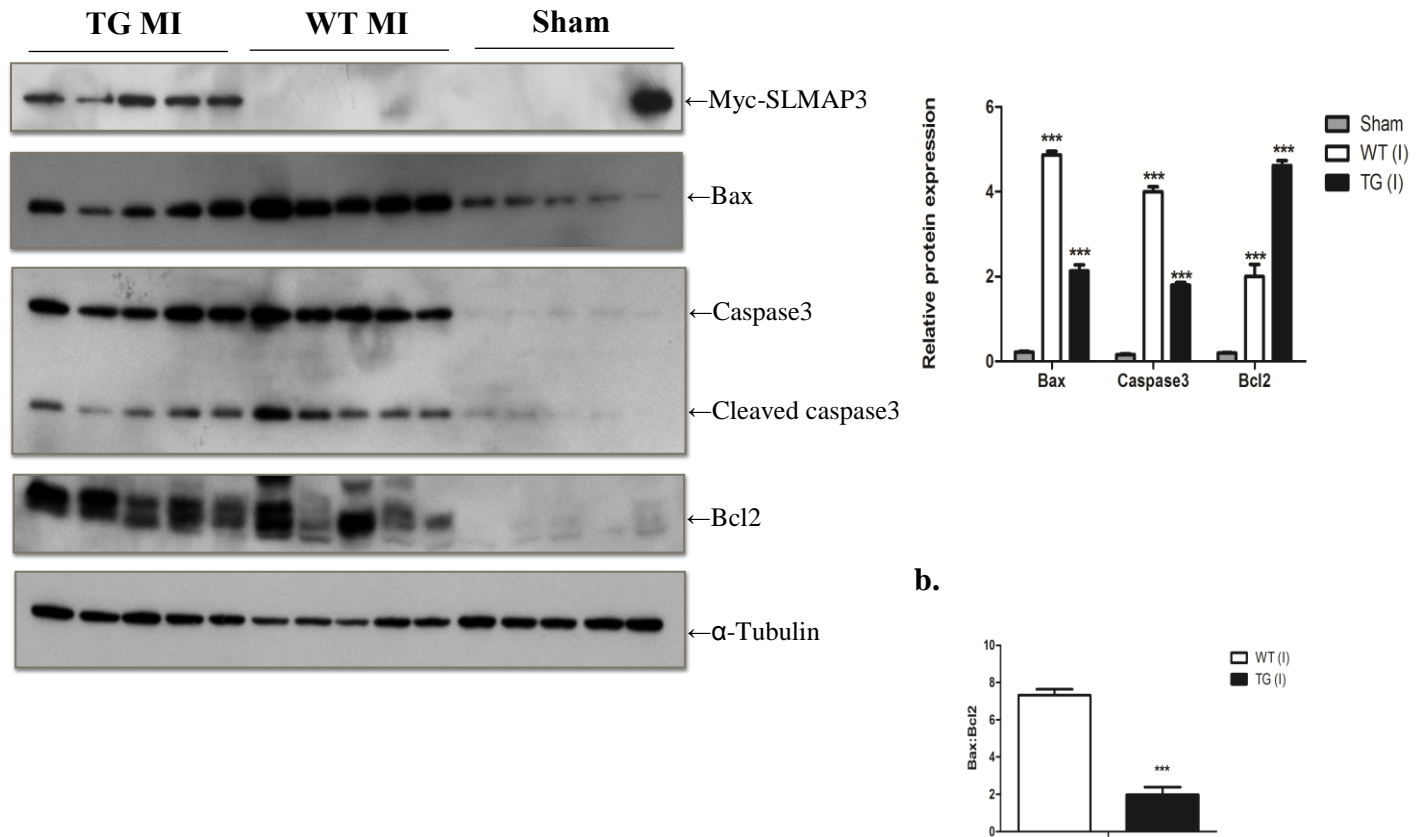 TG MI WT MI Sham
←Myc-SLMAP3
←Bax
←Caspase3
←Cleaved caspase3
←Bcl2
←α-Tubulin
Relative protein expression
6
4
2
0
***
***
***
***
***
***
Bax Caspase3 Bcl2
Sham
WT (I)
TG (I)
b.
Bax:Bcl2
10
8
6
4
2
0
***
WT (I)
TG (I)